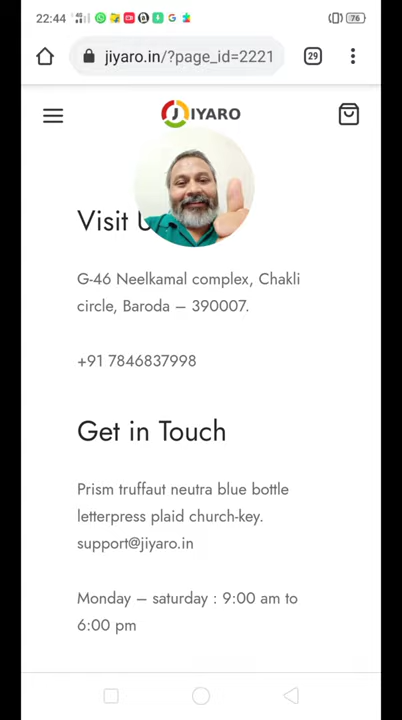 22:44
76
jiyaro.in/?page_id=2221
29
JIYARO
Visit
G-46 Neelkamal complex, Chakli
circle, Baroda – 390007.
+91 7846837998
Get in Touch
Prism truffaut neutra blue bottle
letterpress plaid church-key.
support@jiyaro.in
Monday – saturday : 9:00 am to
6:00 pm